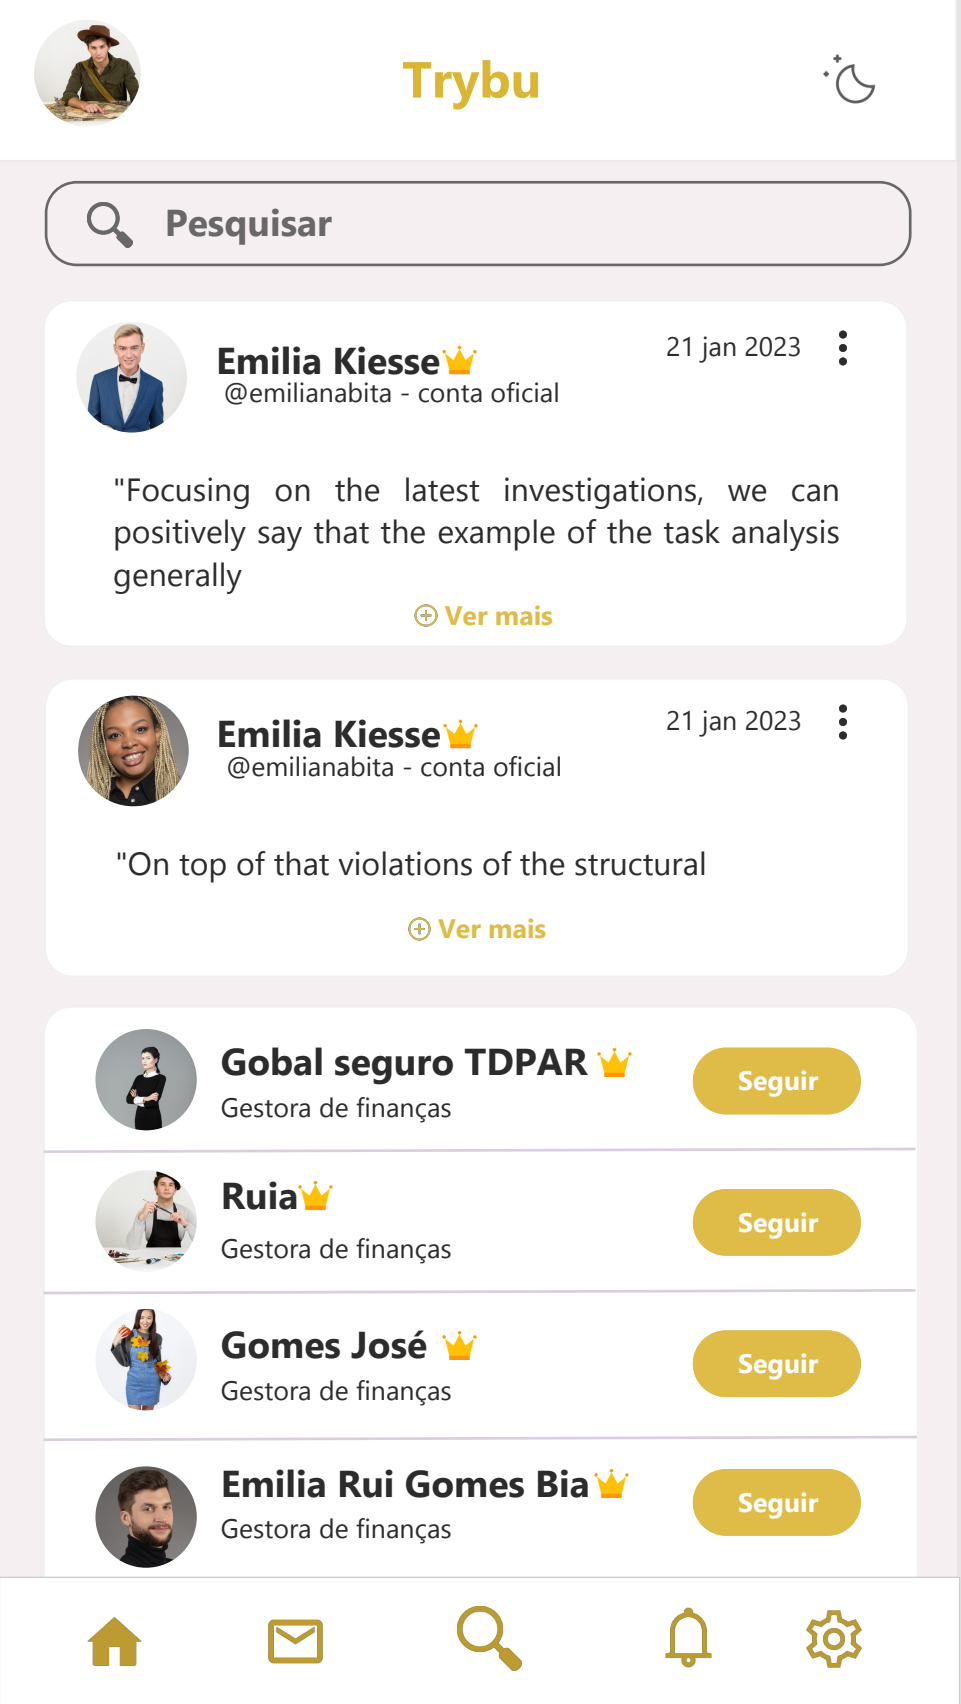 Trybu
Pesquisar
Emilia Kiesse
21 jan 2023
@emilianabita - conta oficial
"Focusing on the latest investigations, we can
positively say that the example of the task analysis
generally
Ver mais
Emilia Kiesse
21 jan 2023
@emilianabita - conta oficial
"On top of that violations of the structural
Ver mais
Gobal seguro TDPAR
Gestora de finanças
Seguir
Ruia
Gestora de finanças
Seguir
Gomes José
Gestora de finanças
Seguir
Emilia Rui Gomes Bia
Gestora de finanças
Seguir